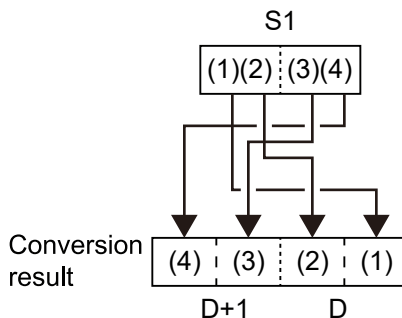 S1
(1)(2) (3)(4)
Conversion
result
(4) (3) (2) (1)
D+1 D